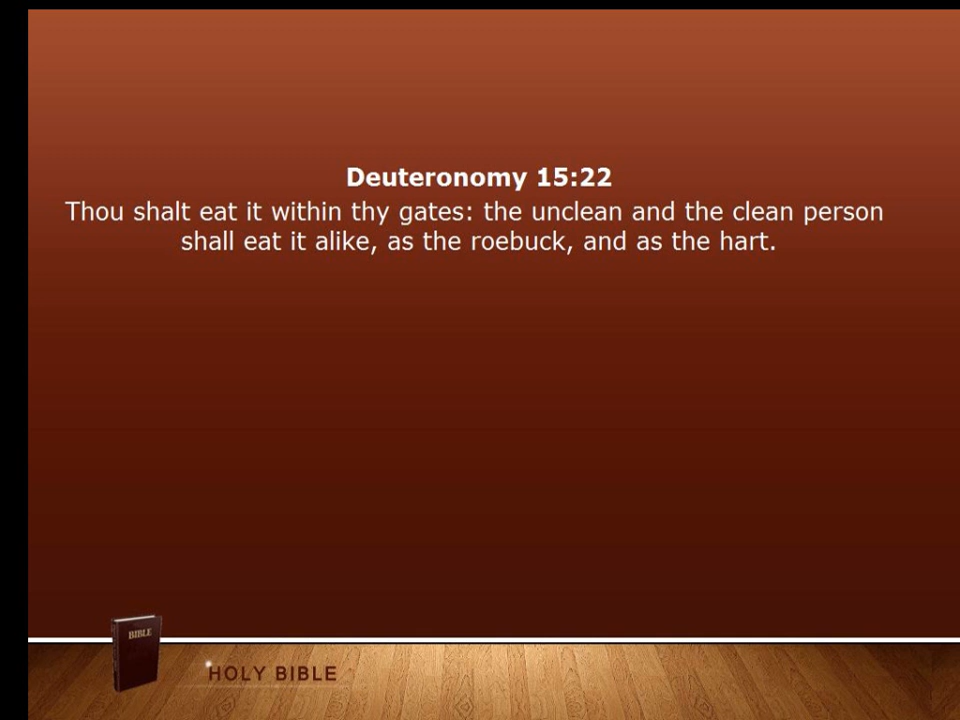 Deuteronomy 15:22
Thou shalt eat it within thy gates: the unclean and the clean person
shall eat it alike, as the roebuck, and as the hart.
BIBLE
HOLY BIBLE